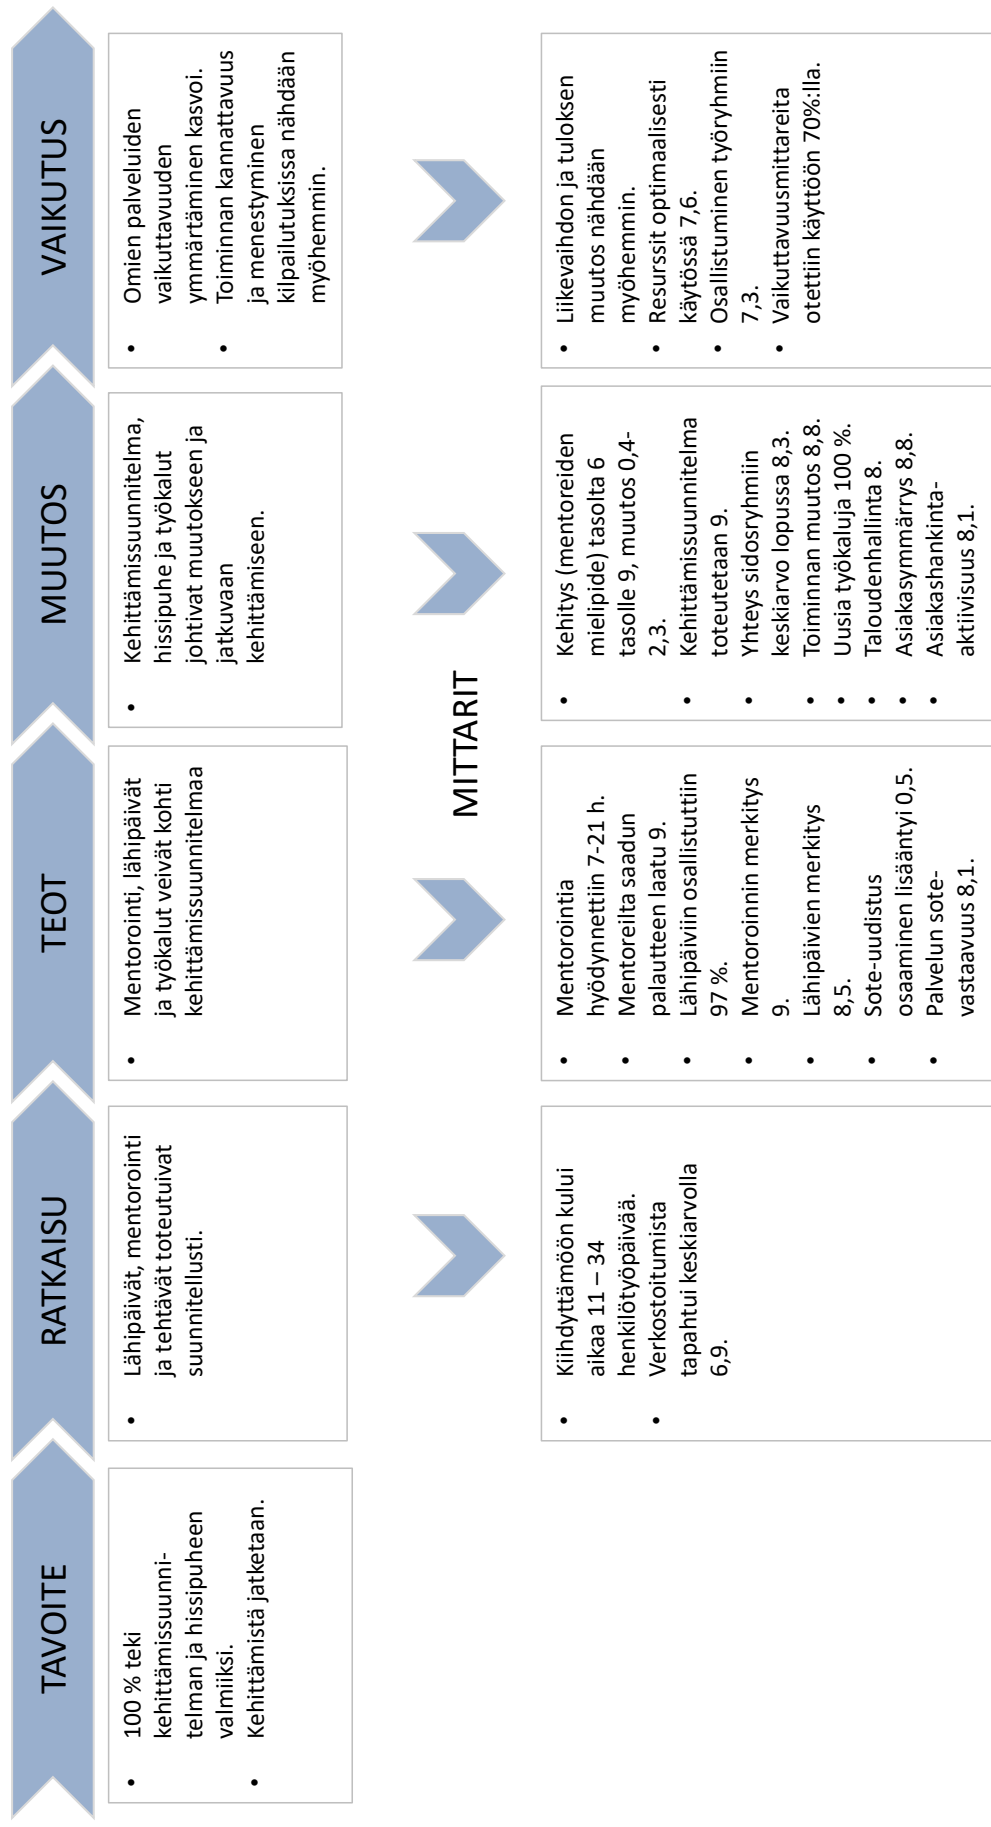 TAVOITE
RATKAISU
TEOT
MUUTOS
VAIKUTUS
• 100 % teki
kehittämissuunni-
telman ja hissipuheen
valmiiksi.
• Kehittämistä jatketaan.
• Lähipäivät, mentorointi
ja tehtävät toteutuivat
suunnitellusti.
• Mentorointi, lähipäivät
ja työkalut veivät kohti
kehittämissuunnitelmaa
• Kehittämissuunnitelma,
hissipuhe ja työkalut
johtivat muutokseen ja
jatkuvaan
kehittämiseen.
• Omien palveluiden
vaikuttavuuden
ymmärtäminen kasvoi.
• Toiminnan kannattavuus
ja menestyminen
kilpailutuksissa nähdään
myöhemmin.
MITTARIT
• Kiihdyttämöön kului
aikaa 11 – 34
henkilötyöpäivää.
• Verkostoitumista
tapahtui keskiarvolla
6,9.
• Mentorointia
hyödynnettiin 7-21 h.
• Mentoreilta saadun
palautteen laatu 9.
• Lähipäiviin osallistuttiin
97 %.
• Mentoroinnin merkitys
9.
• Lähipäivien merkitys
8,5.
• Sote-uudistus
osaaminen lisääntyi 0,5.
• Palvelun sote-
vastaavuus 8,1.
• Kehitys (mentoreiden
mielipide) tasolta 6
tasolle 9, muutos 0,4-
2,3.
• Kehittämissuunnitelma
toteutetaan 9.
• Yhteys sidosryhmiin
keskiarvo lopussa 8,3.
• Toiminnan muutos 8,8.
• Uusia työkaluja 100 %.
• Taloudenhallinta 8.
• Asiakasymmärrys 8,8.
• Asiakashankinta-
aktiivisuus 8,1.
• Liikevaihdon ja tuloksen
muutos nähdään
myöhemmin.
• Resurssit optimaalisesti
käytössä 7,6.
• Osallistuminen työryhmiin
7,3.
• Vaikuttavuusmittareita
otettiin käyttöön 70%:lla.